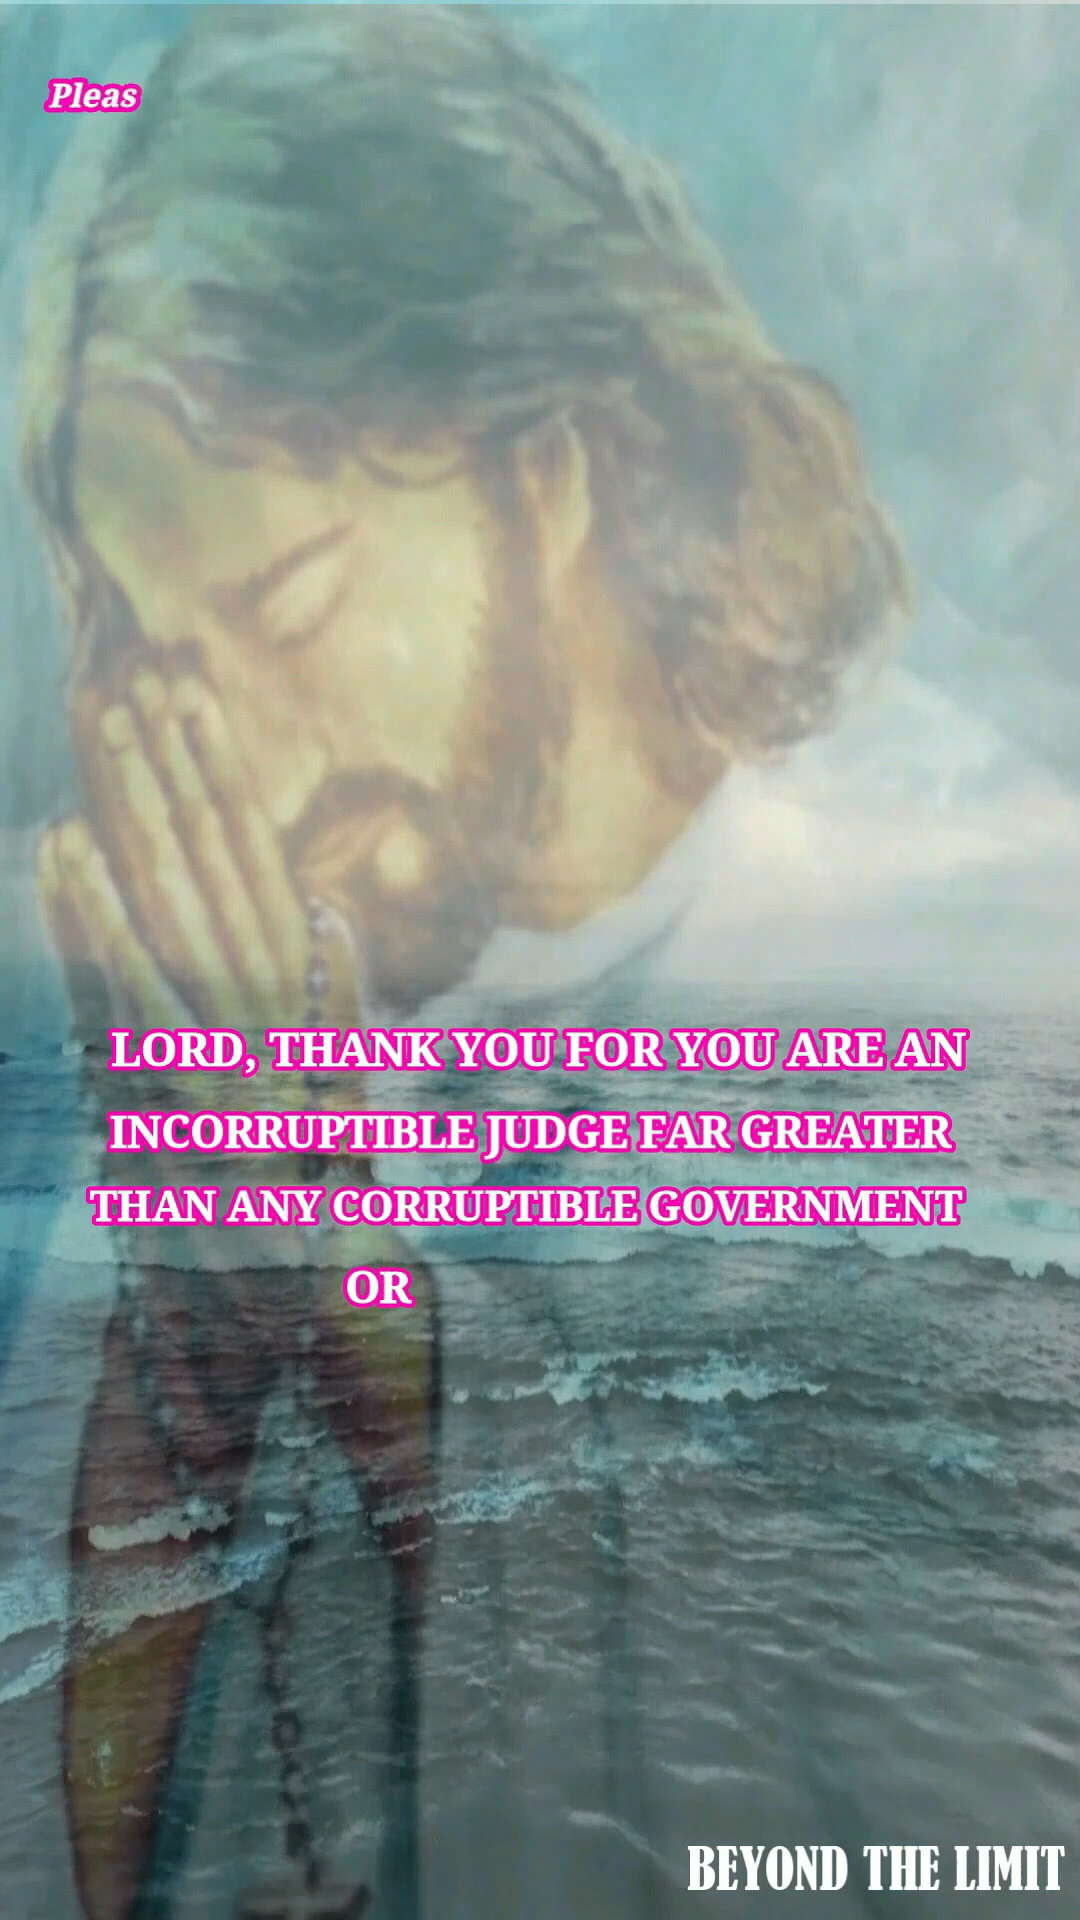 Pleas
LORD, THANK YOU FOR YOU ARE AN
INCORRUPTIBLE JUDGE FAR GREATER
THAN ANY CORRUPTIBLE GOVERNMENT
OR
BEYOND THE LIMIT